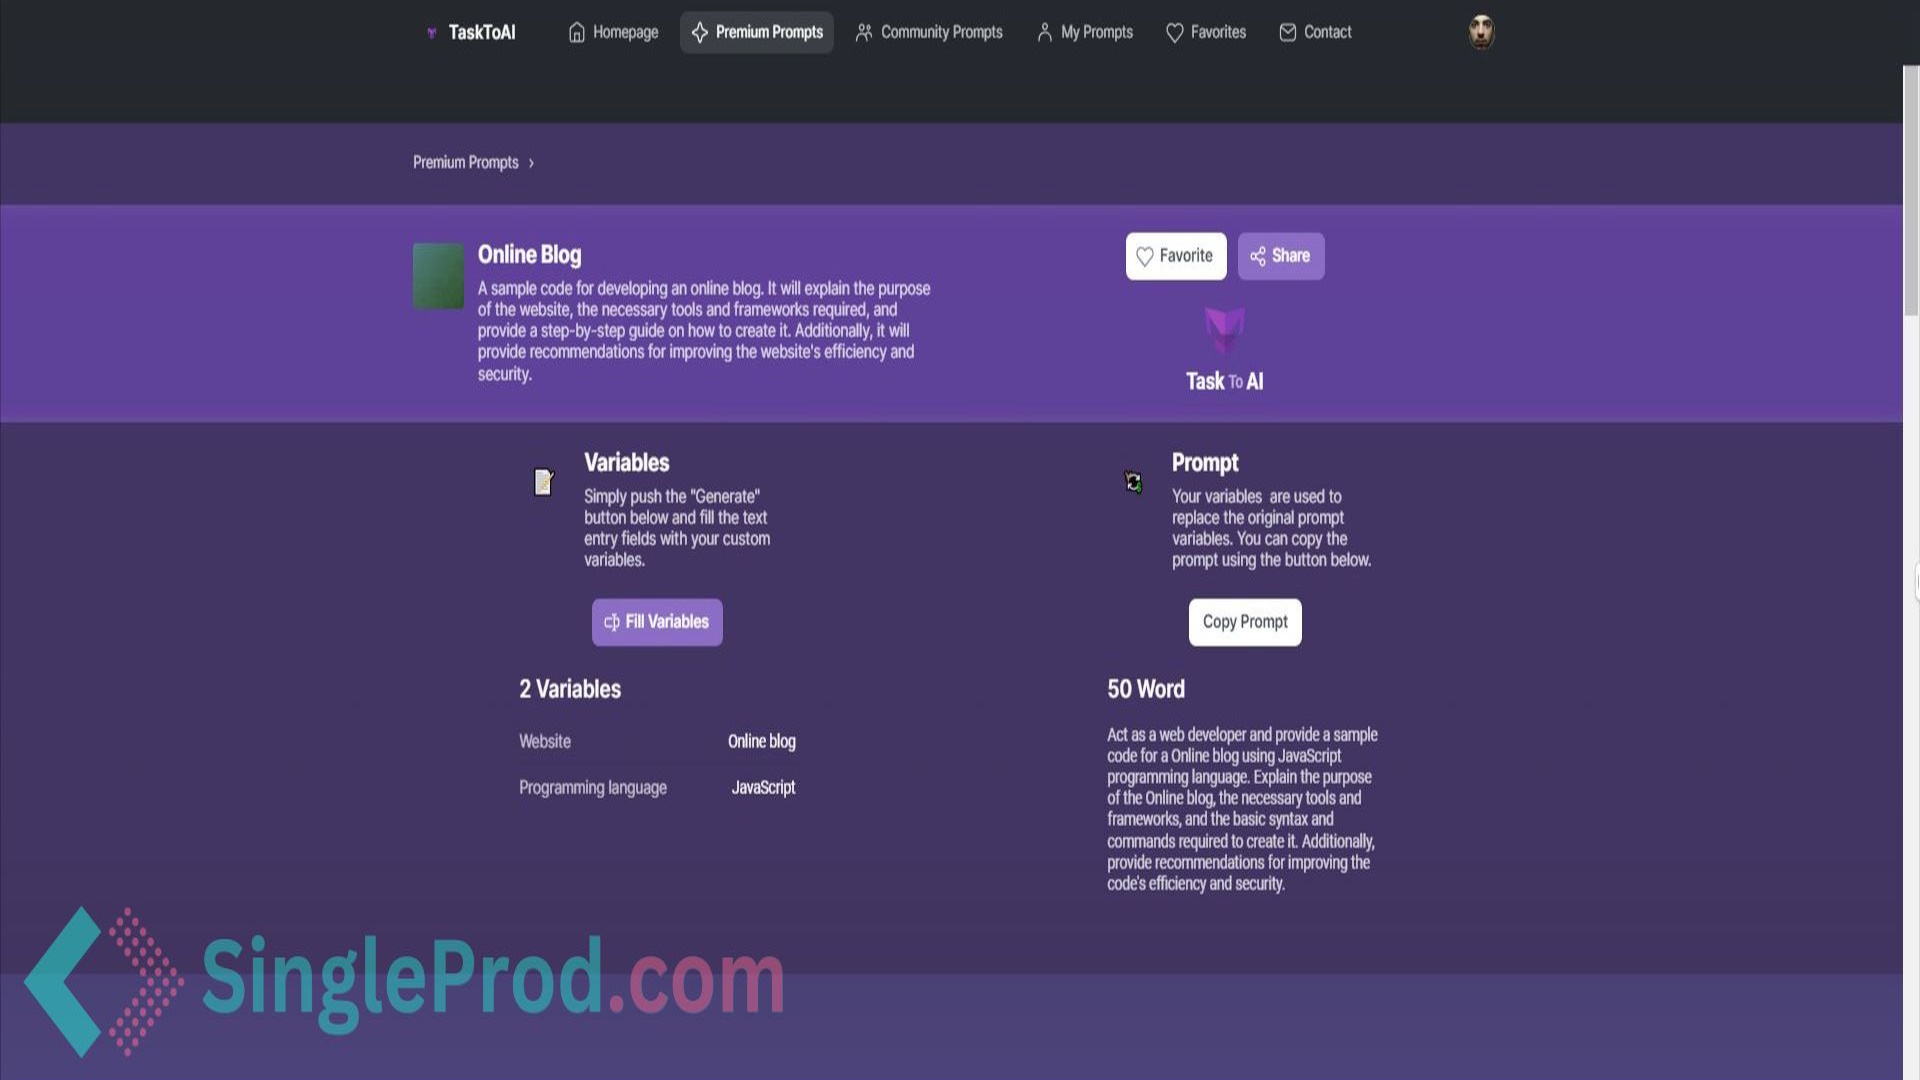 TaskToAI
Homepage
Premium Prompts
Community Prompts
My Prompts
Favorites
Contact
Premium Prompts >
Online Blog
A sample code for developing an online blog. It will explain the purpose
of the website, the necessary tools and frameworks required, and
provide a step-by-step guide on how to create it. Additionally, it will
provide recommendations for improving the website's efficiency and
security.
Favorite
Share
Task To AI
Variables
Simply push the "Generate"
button below and fill the text
entry fields with your custom
variables.
Fill Variables
2 Variables
Website Online blog
Programming language JavaScript
Prompt
Your variables are used to
replace the original prompt
variables. You can copy the
prompt using the button below.
Copy Prompt
50 Word
Act as a web developer and provide a sample
code for a Online blog using JavaScript
programming language. Explain the purpose
of the Online blog, the necessary tools and
frameworks, and the basic syntax and
commands required to create it. Additionally,
provide recommendations for improving the
code's efficiency and security.
SingleProd.com